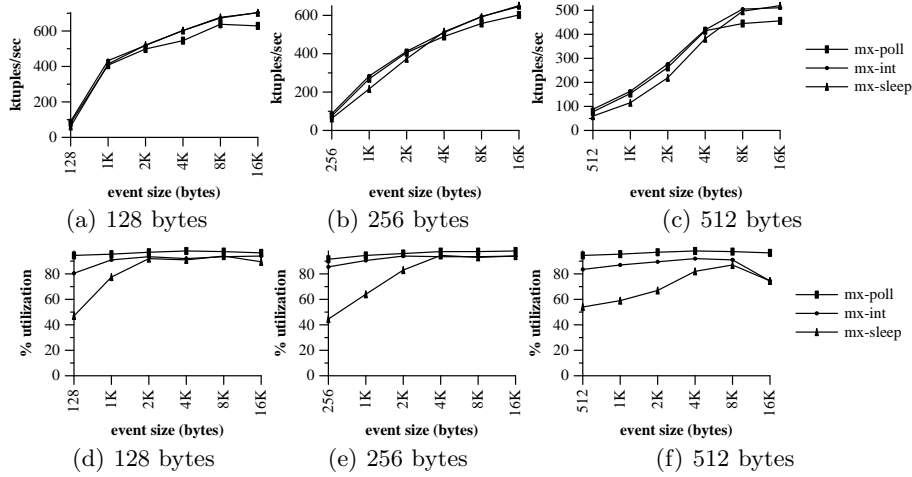 ktuples/sec
600
400
200
0
128
1K
2K
4K
8K
16K
event size (bytes)
(a) 128 bytes
ktuples/sec
600
400
200
0
256
1K
2K
4K
8K
16K
event size (bytes)
(b) 256 bytes
ktuples/sec
500
400
300
200
100
0
512
1K
2K
4K
8K
16K
event size (bytes)
(c) 512 bytes
mx-poll
mx-int
mx-sleep
% utilization
80
60
40
20
0
128
1K
2K
4K
8K
16K
event size (bytes)
(d) 128 bytes
% utilization
80
60
40
20
0
256
1K
2K
4K
8K
16K
event size (bytes)
(e) 256 bytes
% utilization
80
60
40
20
0
512
1K
2K
4K
8K
16K
event size (bytes)
(f) 512 bytes
mx-poll
mx-int
mx-sleep